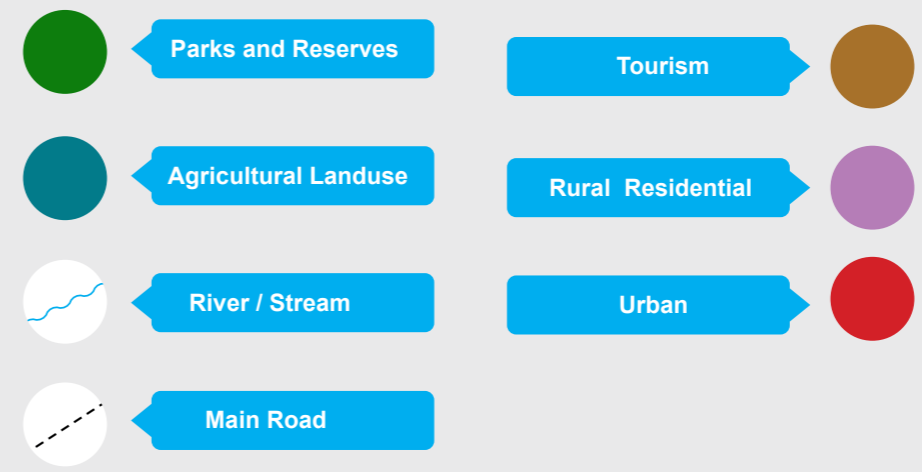 Parks and Reserves
Agricultural Landuse
River / Stream
Main Road
Tourism
Rural  Residential
Urban